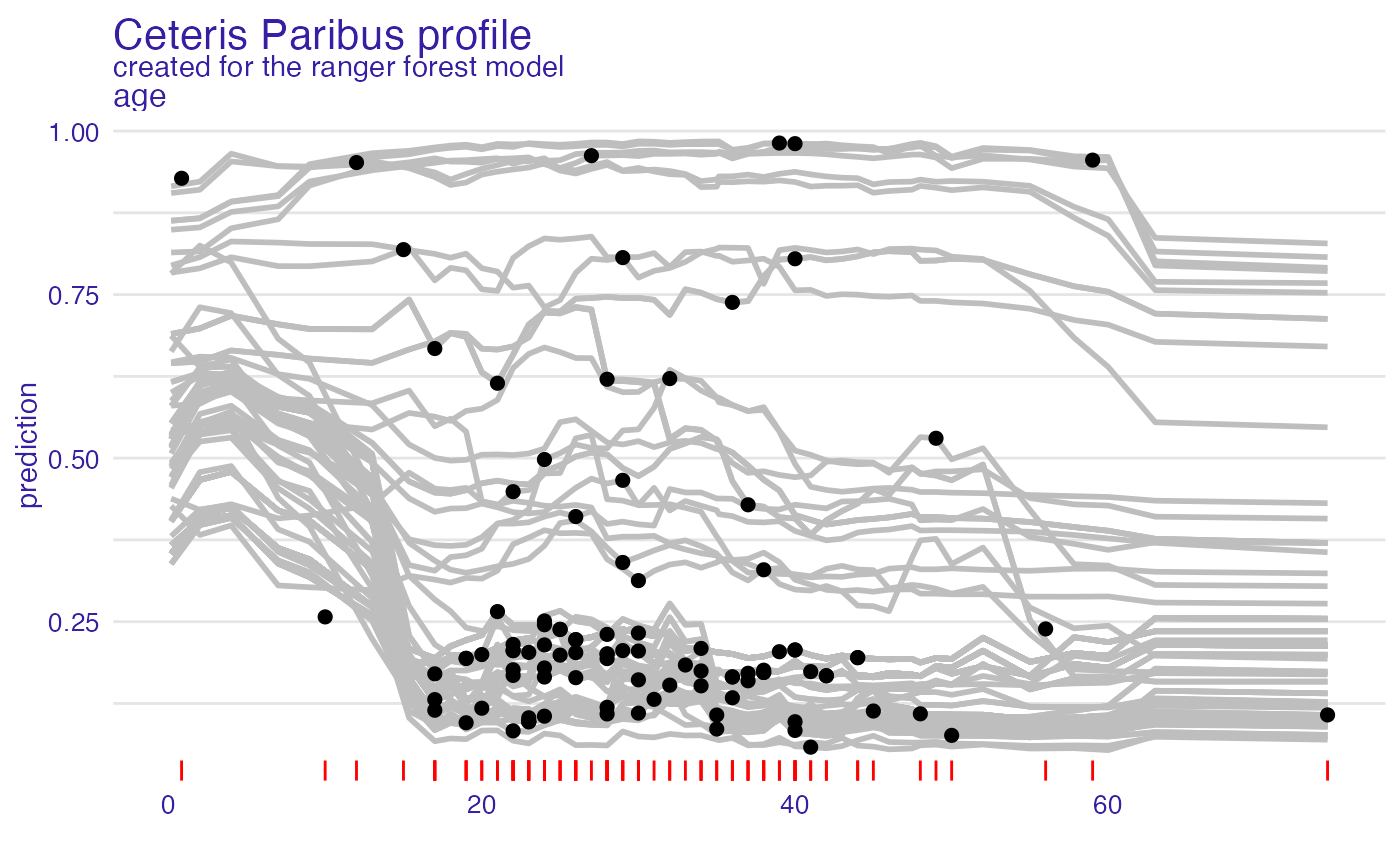 Ceteris Paribus profile
created for the ranger forest model
age
1.00
0.75
0.50
0.25
prediction
0 20 40 60